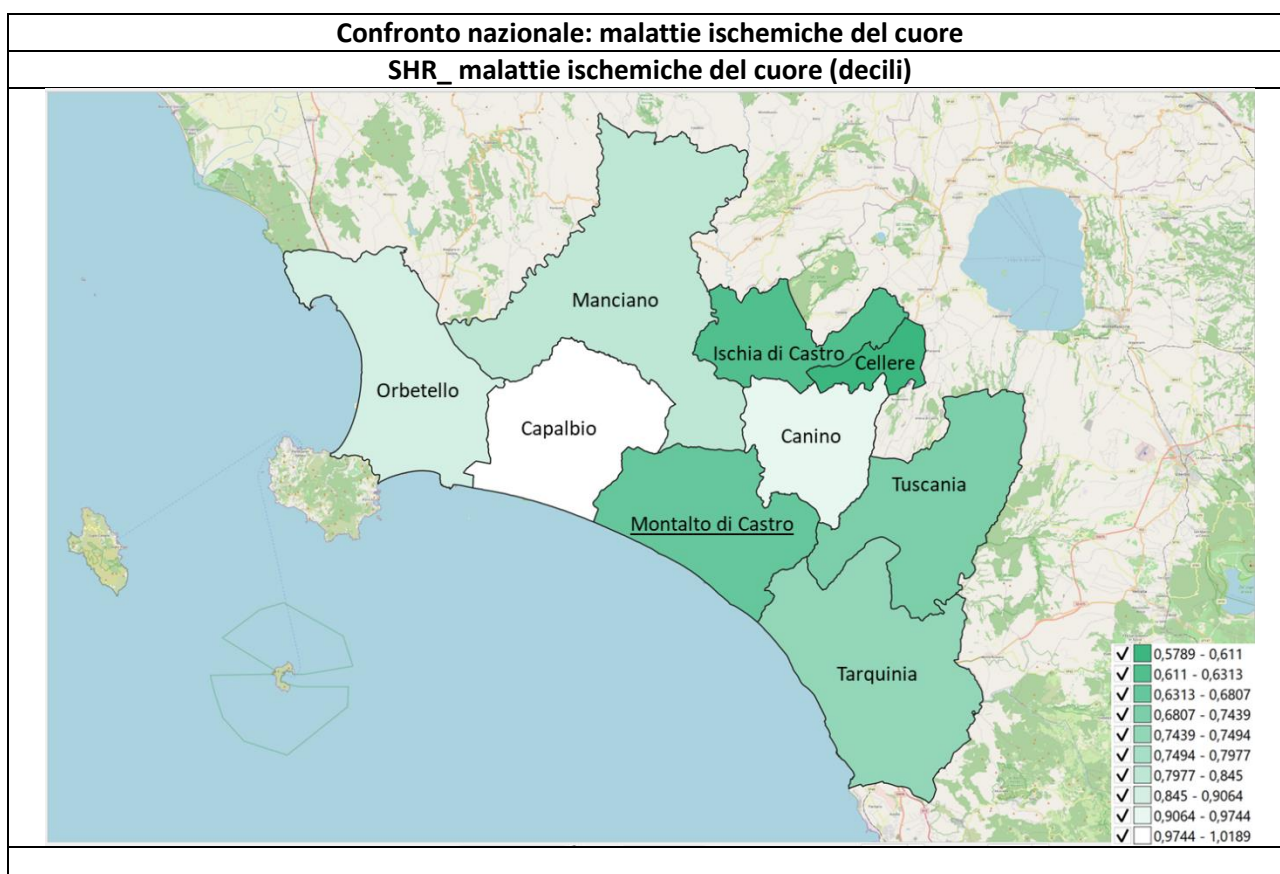 Confronto nazionale: malattie ischemiche del cuore
SHR_ malattie ischemiche del cuore (decili)
Manciano
Ischia di Castro
Cellere
Orbetello
Capalbio
Canino
Tuscania
Montalto di Castro
Tarquinia
0,5789 - 0,611
0,611 - 0,6313
0,6313 - 0,6807
0,6807 - 0,7439
0,7439 - 0,7494
0,7494 - 0,7977
0,7977 - 0,845
0,845 - 0,9064
0,9064 - 0,9744
0,9744 - 1,0189